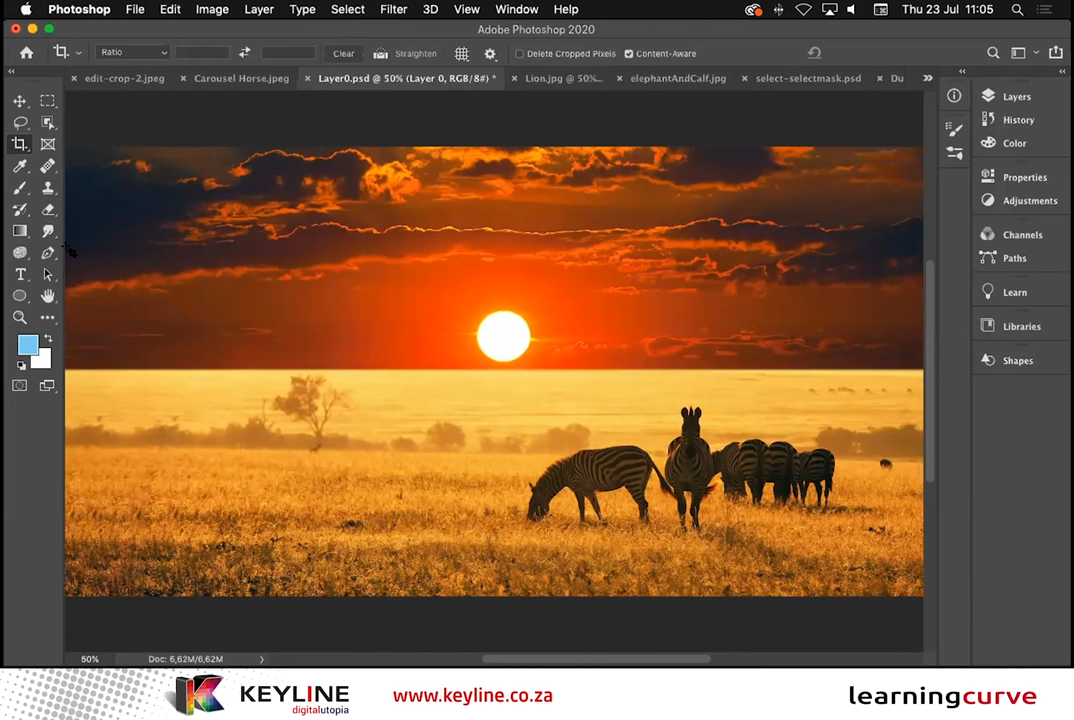 Photoshop File Edit Image Layer Type Select Filter 3D View Window Help Thu 23 Jul 11:05
Adobe Photoshop 2020
Ratio Clear Straighten Delete Cropped Pixels Content-Aware
edit-crop-2.jpeg Carousel Horse.jpeg Layer0.psd @ 50% (Layer 0, RGB/8#) * Lion.jpg @ 50%... elephantAndCalf.jpg select-selectmask.psd Du
Layers
History
Color
Properties
Adjustments
Channels
Paths
Learn
Libraries
Shapes
50% Doc: 6,62M/6,62M
KEYLINE
digitalutopia
www.keyline.co.za
learningcurve